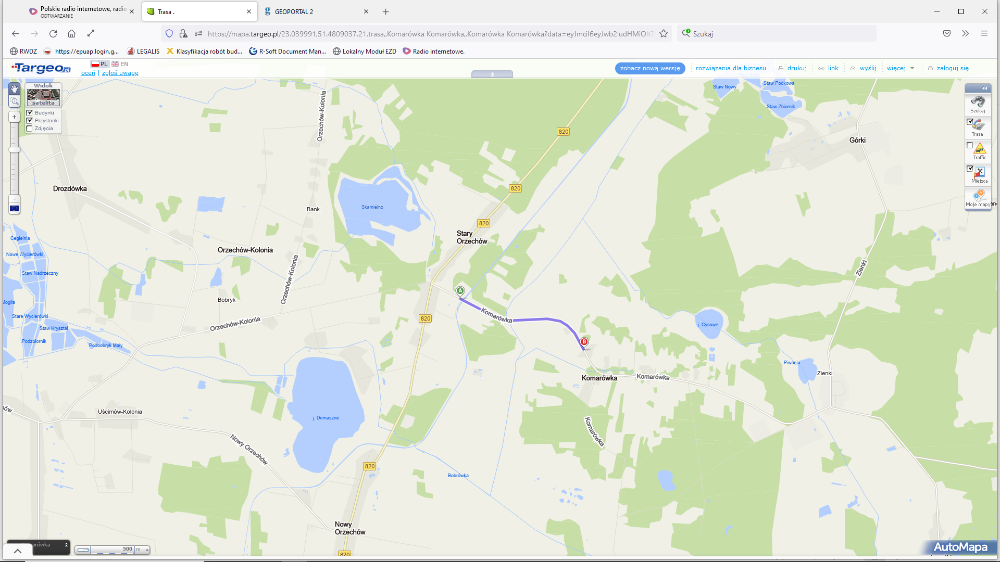 Polskie radio internetowe, radio
ODTWARZANIE
Trasa .
GEOPORTAL 2
https://mapa.targeo.pl/23.039991,51.4809037,21,trasa,,Komarówka Komarówka,,Komarówka Komarówka?data=
Szukaj
RWDZ
https://epuap.login.g...
LEGALIS
Klasyfikacja robót bud...
R-Soft Document Man...
Lokalny Moduł EZD
Radio internetowe.
Targeo.pl
PL
EN
oceń | zgłoś uwagę
zobacz nową wersję
rozwiązania dla biznesu
drukuj
link
wyślij
więcej
zaloguj się
Widok
satelita
Budynki
Przystanki
Zdjęcia
Szukaj
Trasa
Traffic
Miejsca
Moje mapy
Staw Nowy
Staw Podkowa
Staw Zbiornik
Orzechów-Kolonia
820
Górki
Drozdówka
820
Bank
Skamielno
820
Stary
Orzechów
Cegielnia
Orzechów-Kolonia
Nowe Wycierówki
Staw Nadrzeczny
Orzechów-Kolonia
Zienki
A
Mogiła
Bobryk
Stare Wycierówki
Komarówka
820
Orzechów-Kolonia
Staw Kryształ
j. Cycowe
Podzbiornik
Podbobryk Mały
B
Piwonia
Zienki
Komarówka
Komarówka
Uścimów-Kolonia
j. Domaszne
Komarówka
Nowy Orzechów
820
Bobrówka
Nowy
Orzechów
820
500 m
AutoMapa